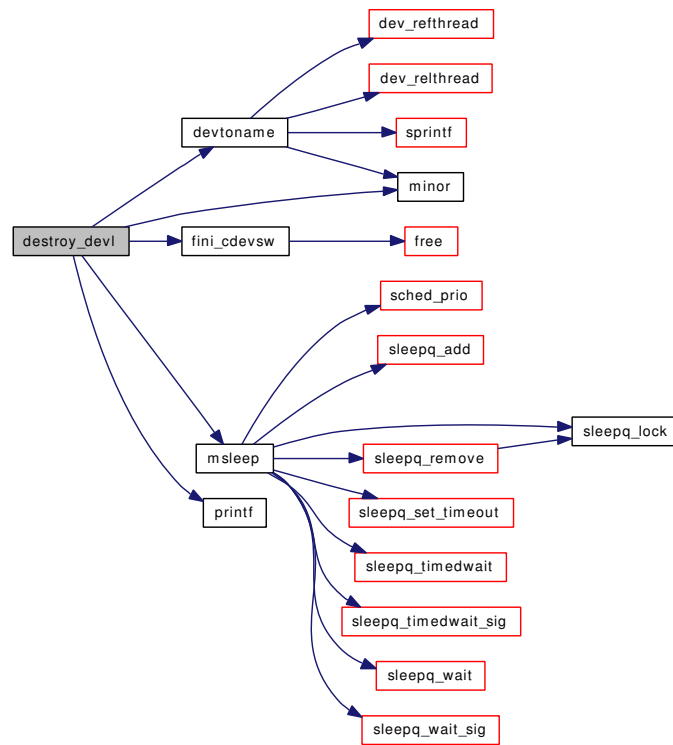 dev_refthread
dev_relthread
devtoname
sprintf
minor
destroy_devl
fini_cdevsw
free
sched_prio
sleepq_add
sleepq_lock
msleep
sleepq_remove
printf
sleepq_set_timeout
sleepq_timedwait
sleepq_timedwait_sig
sleepq_wait
sleepq_wait_sig